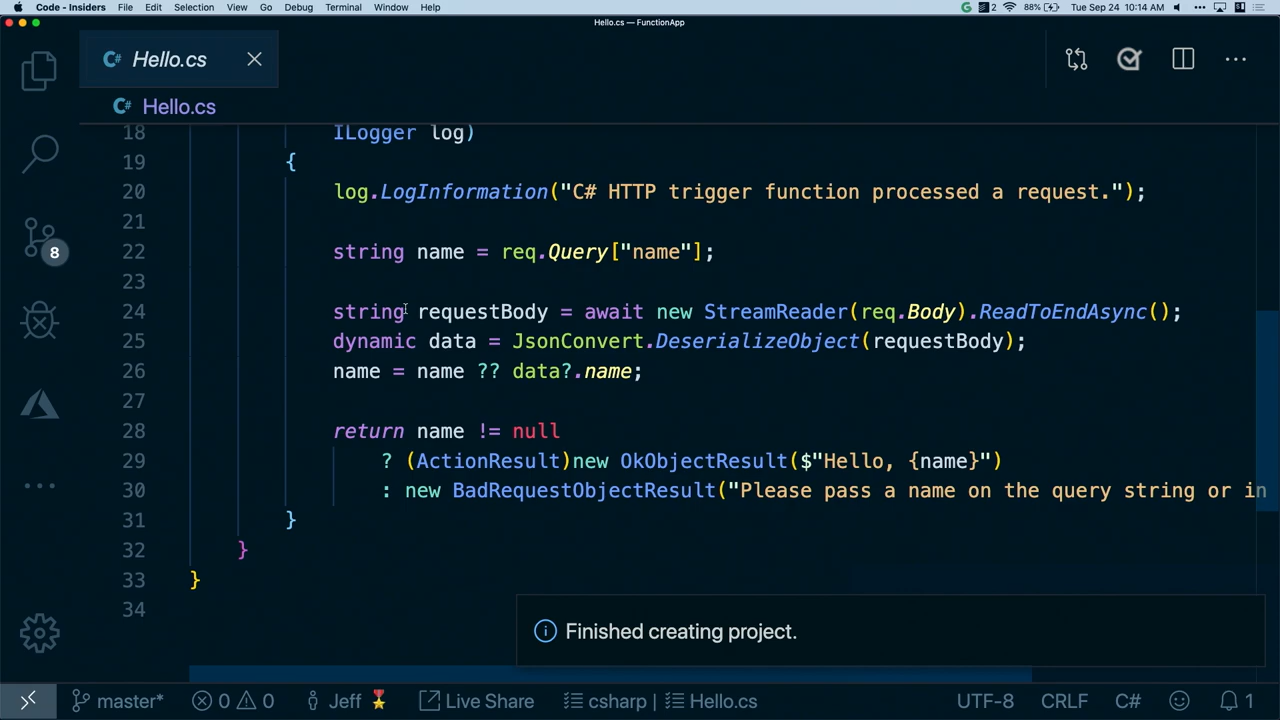 Code - Insiders File Edit Selection View Go Debug Terminal Window Help 2 88% Tue Sep 24 10:14 AM
Hello.cs — FunctionApp
C# Hello.cs
C# Hello.cs
18 ILogger log)
19 {
20 log.LogInformation("C# HTTP trigger function processed a request.");
21
22 string name = req.Query["name"];
23
24 string requestBody = await new StreamReader(req.Body).ReadToEndAsync();
25 dynamic data = JsonConvert.DeserializeObject(requestBody);
26 name = name ?? data?.name;
27
28 return name != null
29 ? (ActionResult)new OkObjectResult($"Hello, {name}")
30 : new BadRequestObjectResult("Please pass a name on the query string or in
31 }
32 }
33 }
34
8
Finished creating project.
master* 0 0 Jeff Live Share csharp | Hello.cs UTF-8 CRLF C# 1